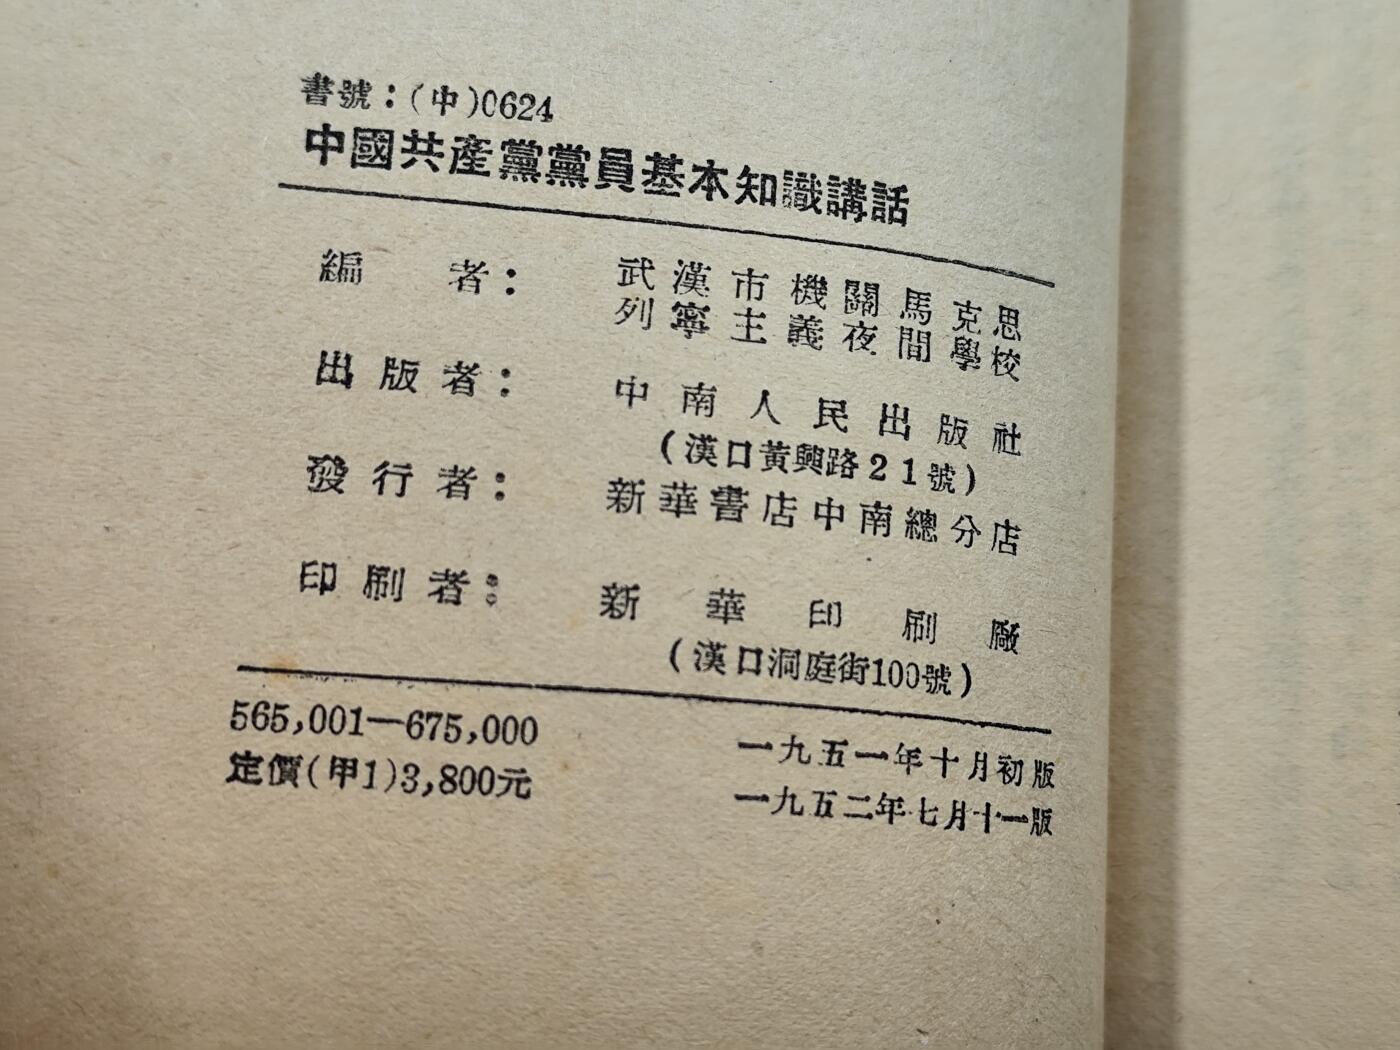 書號：(中)0624
中國共產黨黨員基本知識講話
編者：
武漢市機關馬克思
列寧主義夜間學校
出版者：
中南人民出版社
(漢口黃興路21號)
發行者：
新華書店中南總分店
印刷者：
新華印刷廠
(漢口洞庭街100號)
565,001—675,000
一九五一年十月初版
定價(甲1)3,800元
一九五二年七月十一版